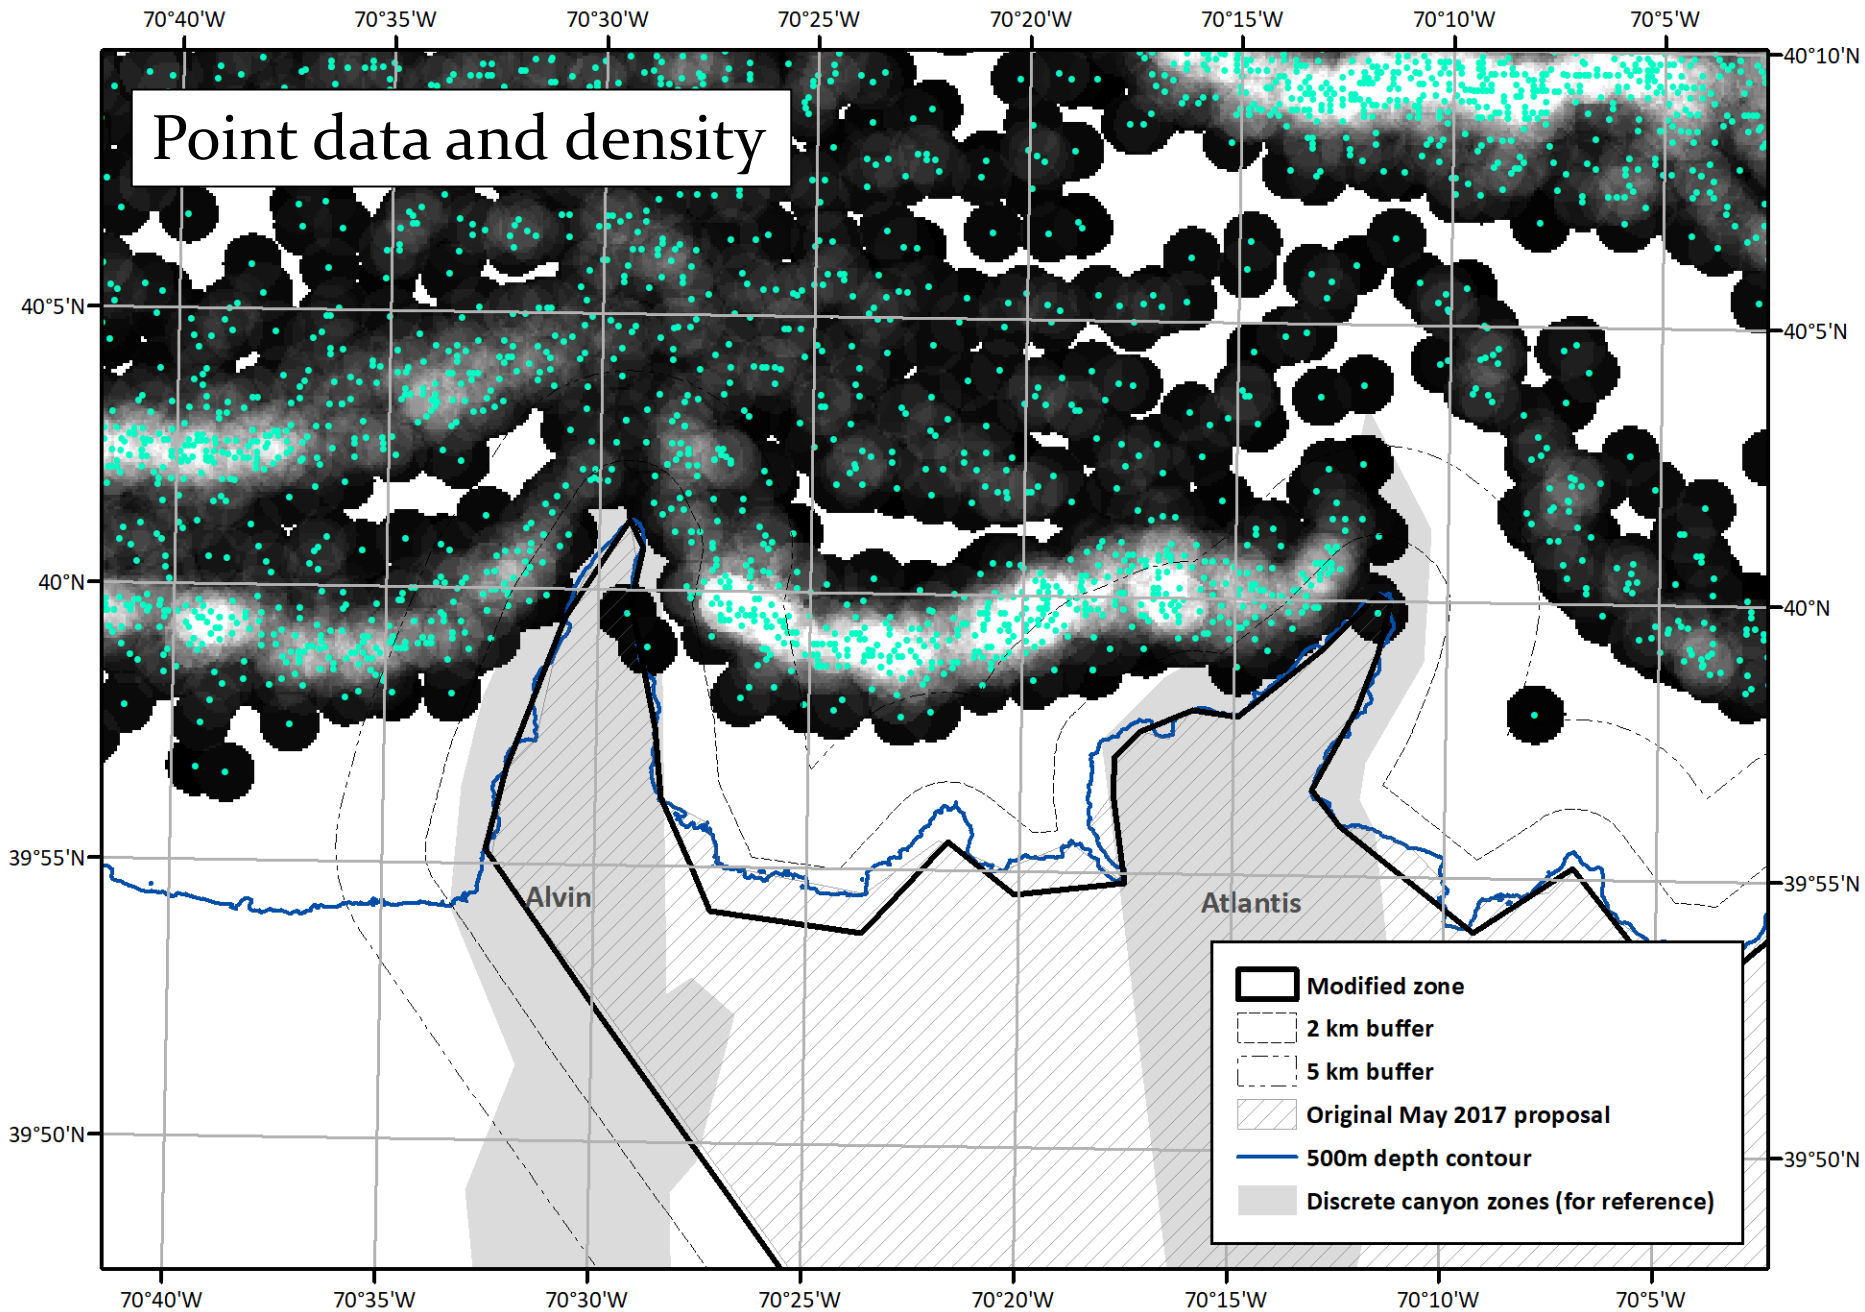 70°40'W 70°35'W 70°30'W 70°25'W 70°20'W 70°15'W 70°10'W 70°5'W
40°10'N
Point data and density
40°5'N
40°5'N
40°N
40°N
39°55'N
39°55'N
Alvin
Atlantis
Modified zone
2 km buffer
5 km buffer
Original May 2017 proposal
500m depth contour
Discrete canyon zones (for reference)
39°50'N
39°50'N
70°40'W 70°35'W 70°30'W 70°25'W 70°20'W 70°15'W 70°10'W 70°5'W